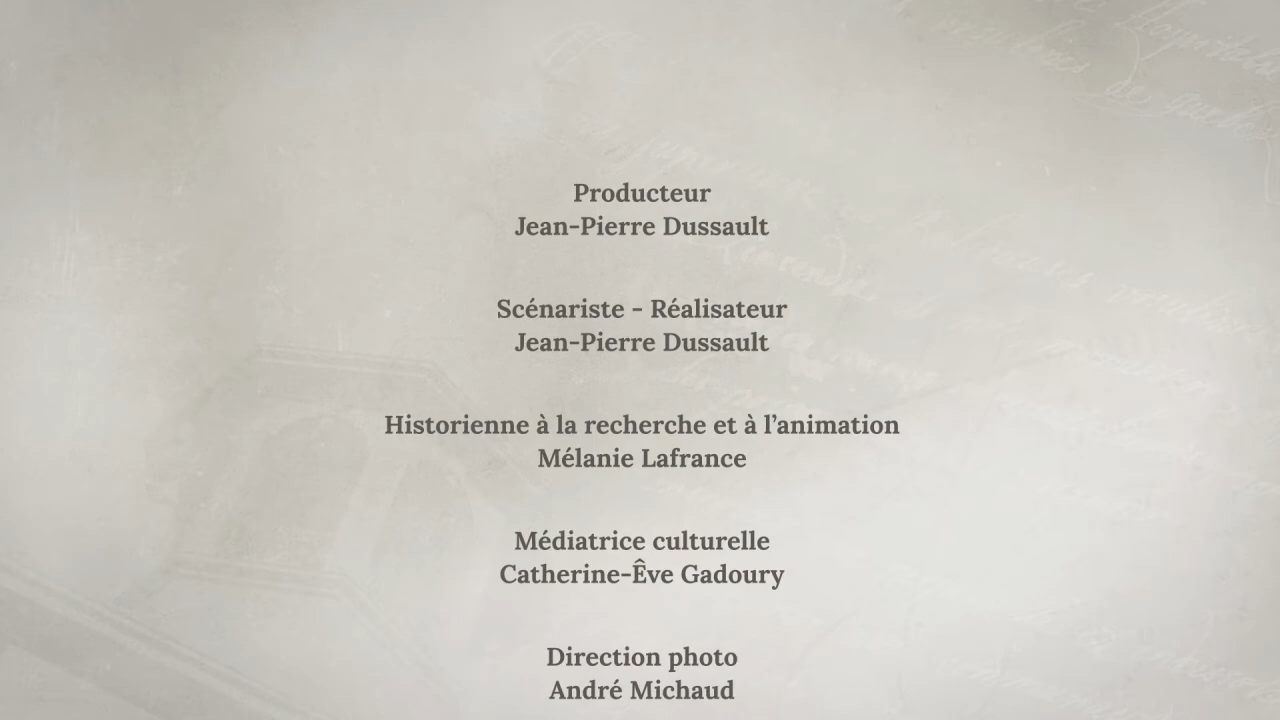 Producteur
Jean-Pierre Dussault
Scénariste - Réalisateur
Jean-Pierre Dussault
Historienne à la recherche et à l’animation
Mélanie Lafrance
Médiatrice culturelle
Catherine-Êve Gadoury
Direction photo
André Michaud